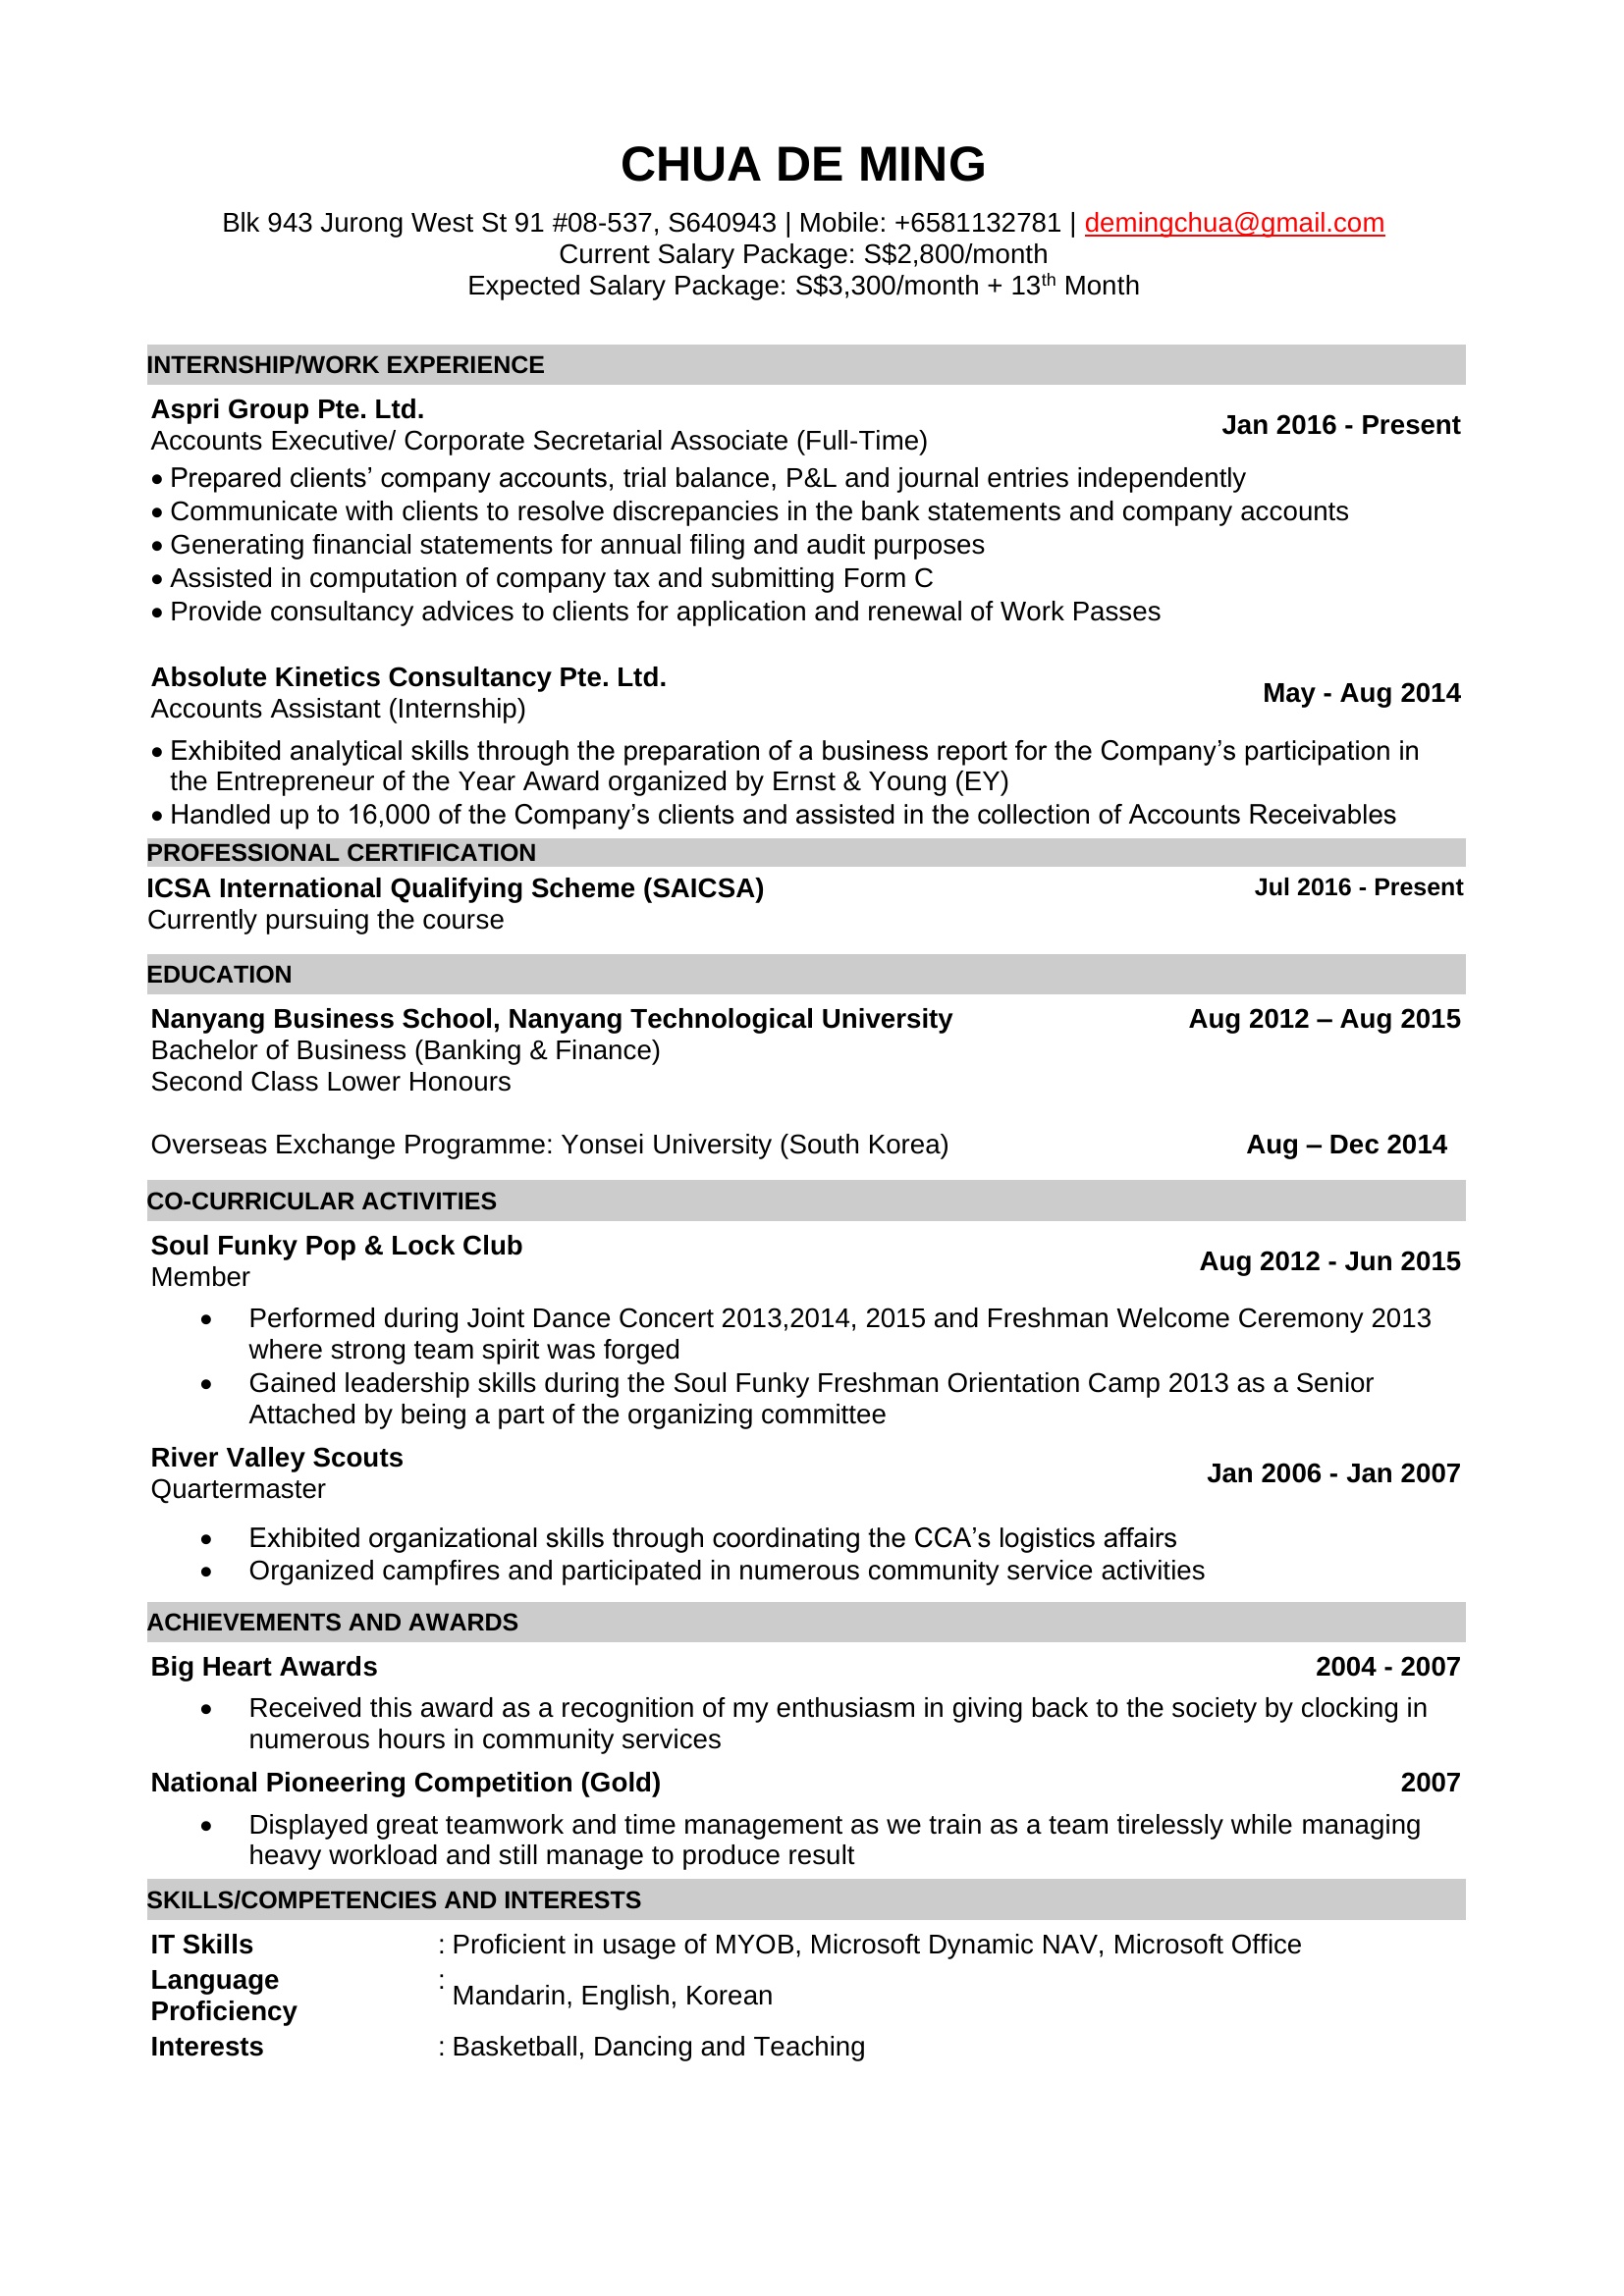 CHUA DE MING
Blk 943 Jurong West St 91 #08-537, S640943 | Mobile: +6581132781 | demingchua@gmail.com
Current Salary Package: S$2,800/month
Expected Salary Package: S$3,300/month + 13th Month
INTERNSHIP/WORK EXPERIENCE
Aspri Group Pte. Ltd.
Jan 2016 - Present
Accounts Executive/ Corporate Secretarial Associate (Full-Time)
• Prepared clients’ company accounts, trial balance, P&L and journal entries independently
• Communicate with clients to resolve discrepancies in the bank statements and company accounts
• Generating financial statements for annual filing and audit purposes
• Assisted in computation of company tax and submitting Form C
• Provide consultancy advices to clients for application and renewal of Work Passes
Absolute Kinetics Consultancy Pte. Ltd.
May - Aug 2014
Accounts Assistant (Internship)
• Exhibited analytical skills through the preparation of a business report for the Company’s participation in
the Entrepreneur of the Year Award organized by Ernst & Young (EY)
• Handled up to 16,000 of the Company’s clients and assisted in the collection of Accounts Receivables
PROFESSIONAL CERTIFICATION
ICSA International Qualifying Scheme (SAICSA) Jul 2016 - Present
Currently pursuing the course
EDUCATION
Nanyang Business School, Nanyang Technological University Aug 2012 – Aug 2015
Bachelor of Business (Banking & Finance)
Second Class Lower Honours
Overseas Exchange Programme: Yonsei University (South Korea) Aug – Dec 2014
CO-CURRICULAR ACTIVITIES
Soul Funky Pop & Lock Club
Aug 2012 - Jun 2015
Member
• Performed during Joint Dance Concert 2013,2014, 2015 and Freshman Welcome Ceremony 2013
where strong team spirit was forged
• Gained leadership skills during the Soul Funky Freshman Orientation Camp 2013 as a Senior
Attached by being a part of the organizing committee
River Valley Scouts
Jan 2006 - Jan 2007
Quartermaster
• Exhibited organizational skills through coordinating the CCA’s logistics affairs
• Organized campfires and participated in numerous community service activities
ACHIEVEMENTS AND AWARDS
Big Heart Awards 2004 - 2007
• Received this award as a recognition of my enthusiasm in giving back to the society by clocking in
numerous hours in community services
National Pioneering Competition (Gold) 2007
• Displayed great teamwork and time management as we train as a team tirelessly while managing
heavy workload and still manage to produce result
SKILLS/COMPETENCIES AND INTERESTS
IT Skills : Proficient in usage of MYOB, Microsoft Dynamic NAV, Microsoft Office
Language :
Proficiency
Mandarin, English, Korean
Interests : Basketball, Dancing and Teaching